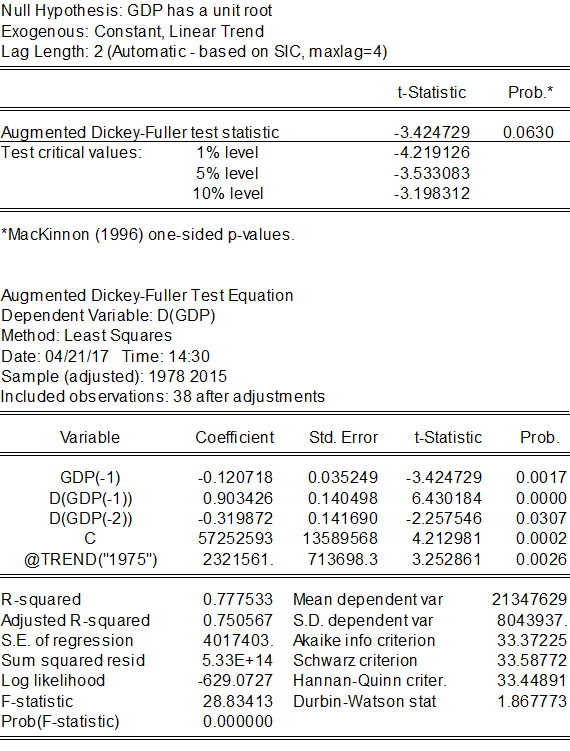 Null Hypothesis: GDP has a unit root
Exogenous: Constant, Linear Trend
Lag Length: 2 (Automatic - based on SIC, maxlag=4)
t-Statistic Prob.*
Augmented Dickey-Fuller test statistic -3.424729 0.0630
Test critical values: 1% level -4.219126
5% level -3.533083
10% level -3.198312
*MacKinnon (1996) one-sided p-values.
Augmented Dickey-Fuller Test Equation
Dependent Variable: D(GDP)
Method: Least Squares
Date: 04/21/17 Time: 14:30
Sample (adjusted): 1978 2015
Included observations: 38 after adjustments
Variable Coefficient Std. Error t-Statistic Prob.
GDP(-1) -0.120718 0.035249 -3.424729 0.0017
D(GDP(-1)) 0.903426 0.140498 6.430184 0.0000
D(GDP(-2)) -0.319872 0.141690 -2.257546 0.0307
C 57252593 13589568 4.212981 0.0002
@TREND("1975") 2321561. 713698.3 3.252861 0.0026
R-squared 0.777533 Mean dependent var 21347629
Adjusted R-squared 0.750567 S.D. dependent var 8043937.
S.E. of regression 4017403. Akaike info criterion 33.37225
Sum squared resid 5.33E+14 Schwarz criterion 33.58772
Log likelihood -629.0727 Hannan-Quinn criter. 33.44891
F-statistic 28.83413 Durbin-Watson stat 1.867773
Prob(F-statistic) 0.000000